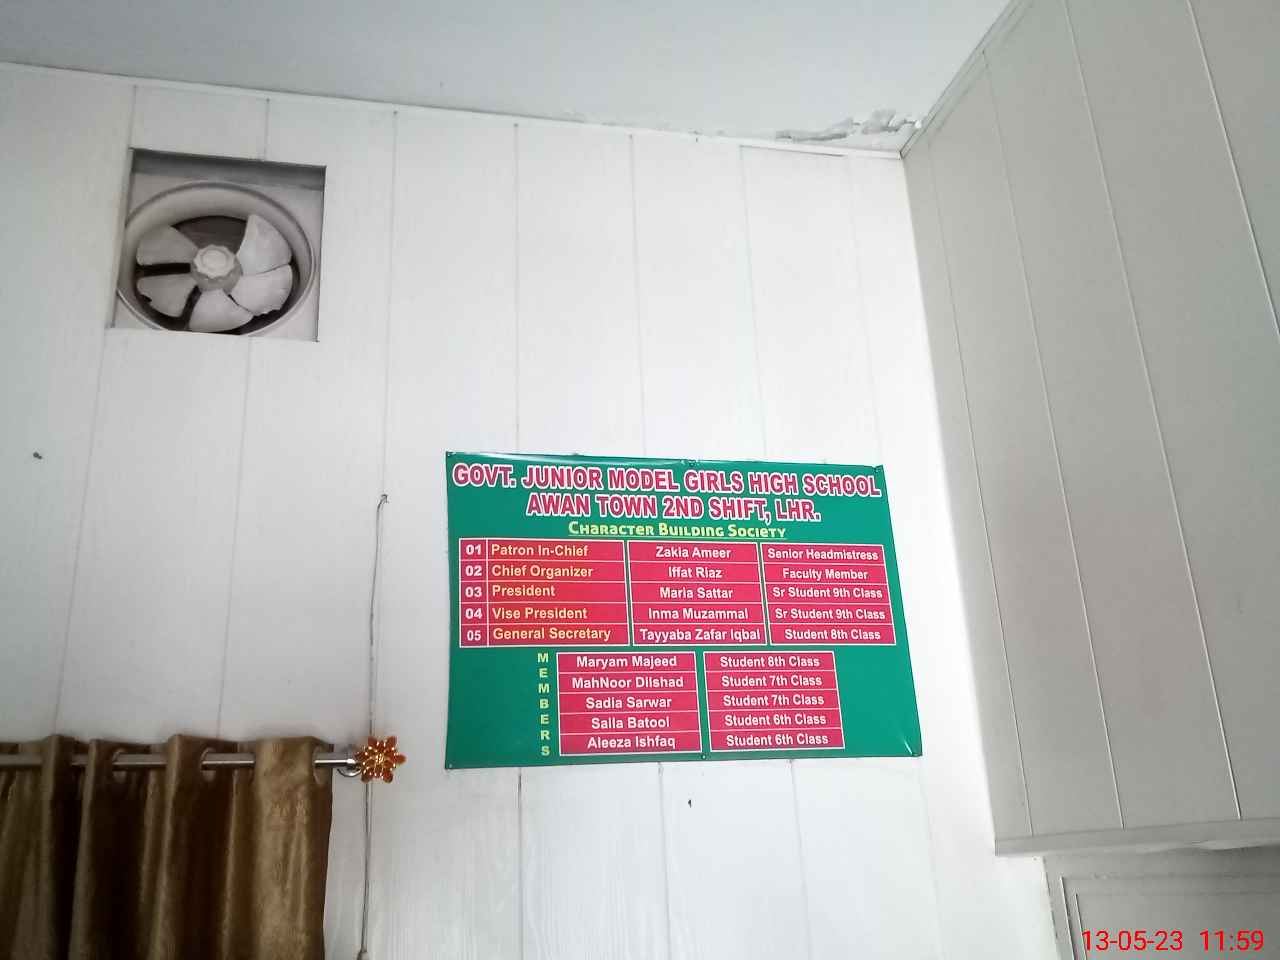 GOVT. JUNIOR MODEL GIRLS HIGH SCHOOL
AWAN TOWN 2ND SHIFT, LHR.
Character Building Society
01 Patron In-Chief Zakia Ameer Senior Headmistress
02 Chief Organizer Iffat Riaz Faculty Member
03 President Maria Sattar Sr Student 9th Class
04 Vise President Inma Muzammal Sr Student 9th Class
05 General Secretary Tayyaba Zafar Iqbal Student 8th Class
MEMBERS
Maryam Majeed Student 8th Class
MahNoor Dilshad Student 7th Class
Sadia Sarwar Student 7th Class
Saila Batool Student 6th Class
Aleeza Ishfaq Student 6th Class
13-05-23 11:59